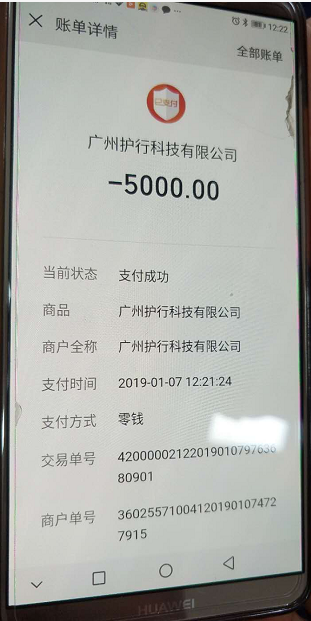 12:22
账单详情
全部账单
已支付
广州护行科技有限公司
-5000.00
当前状态 支付成功
商品 广州护行科技有限公司
商户全称 广州护行科技有限公司
支付时间 2019-01-07 12:21:24
支付方式 零钱
交易单号 42000002122019010797636
80901
商户单号 36025571004120190107472
7915
HUAWEI